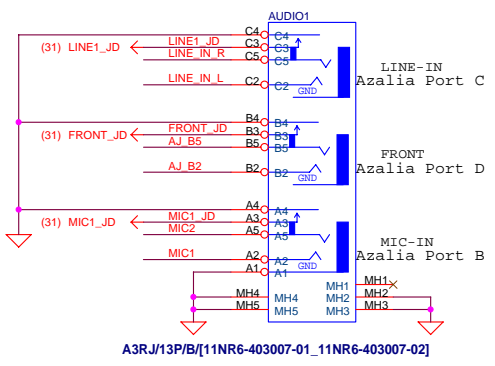 AUDIO1
C4 C4
(31) LINE1_JD LINE1_JD C3 C3
LINE_IN_R C5 C5
LINE-IN
LINE_IN_L C2 C2 Azalia Port C
GND
B4 B4
(31) FRONT_JD FRONT_JD B3 B3
AJ_B5 B5 B5
FRONT
AJ_B2 B2 B2 Azalia Port D
GND
A4 A4
(31) MIC1_JD MIC1_JD A3 A3
MIC2 A5 A5
MIC-IN
MIC1 A2 A2 Azalia Port B
GND
A1 A1
MH1 MH1
MH4 MH4 MH2 MH2
MH5 MH5 MH3 MH3
A3RJ/13P/B/[11NR6-403007-01_11NR6-403007-02]